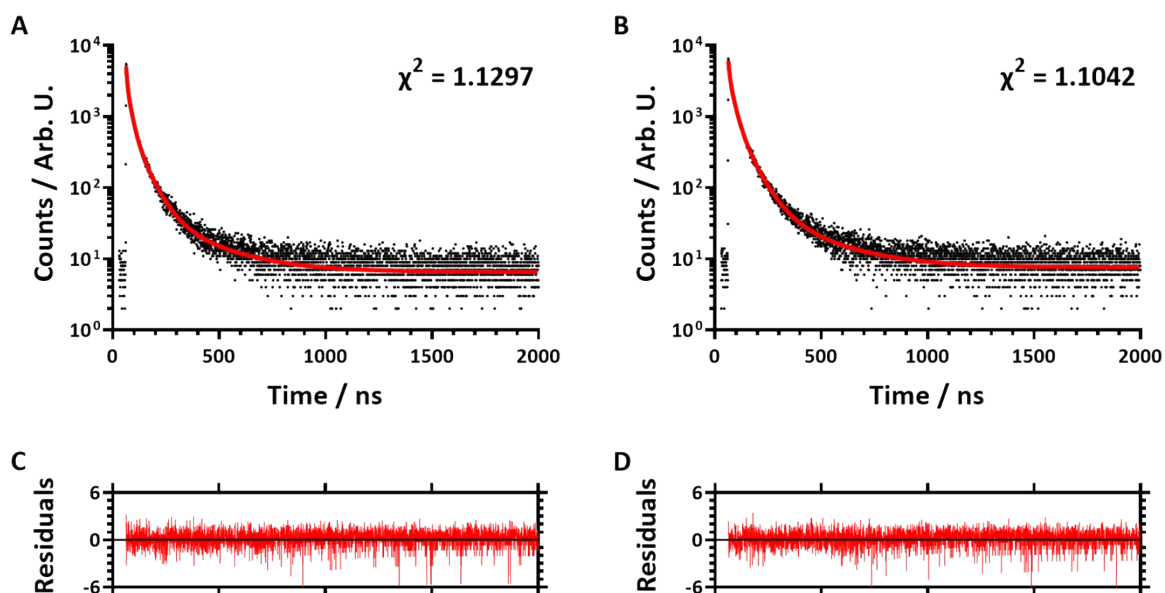 A
10⁴
10³
10²
10¹
10⁰
Counts / Arb. U.
χ² = 1.1297
0 500 1000 1500 2000
Time / ns
B
10⁴
10³
10²
10¹
10⁰
Counts / Arb. U.
χ² = 1.1042
0 500 1000 1500 2000
Time / ns
C
6
0
-6
Residuals
D
6
0
-6
Residuals